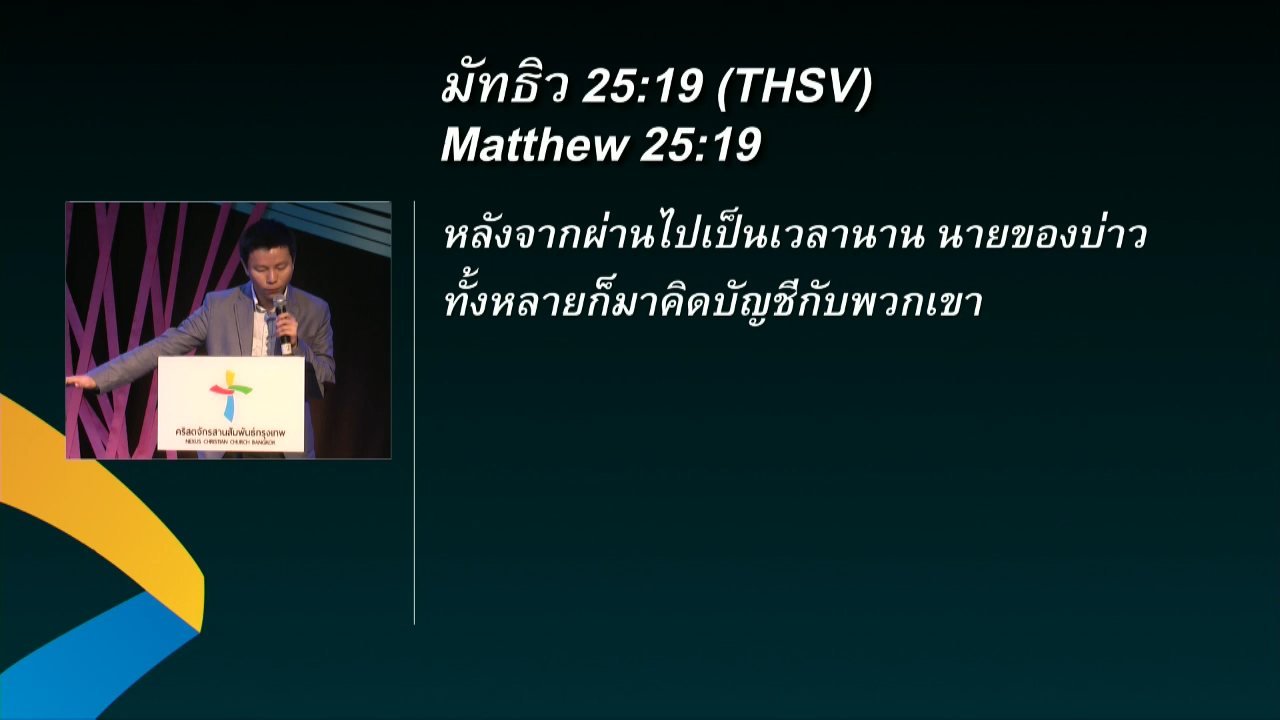 มัทธิว 25:19 (THSV)
Matthew 25:19
หลังจากผ่านไปเป็นเวลานาน นายของบ่าว
ทั้งหลายก็มาคิดบัญชีกับพวกเขา
คริสตจักรสานสัมพันธ์กรุงเทพ
NEXUS CHRISTIAN CHURCH BANGKOK